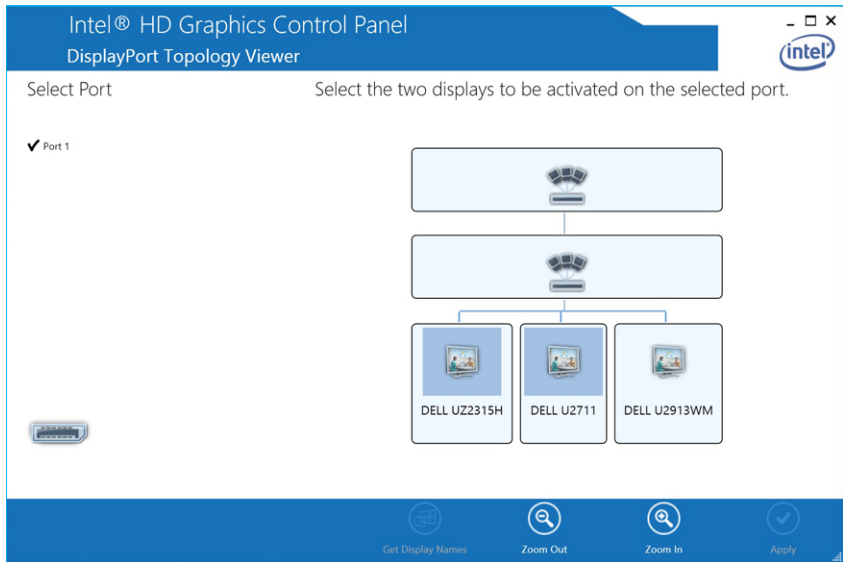 Intel® HD Graphics Control Panel
DisplayPort Topology Viewer
intel
Select Port
Select the two displays to be activated on the selected port.
Port 1
DELL UZ2315H
DELL U2711
DELL U2913WM
Get Display Names
Zoom Out
Zoom In
Apply